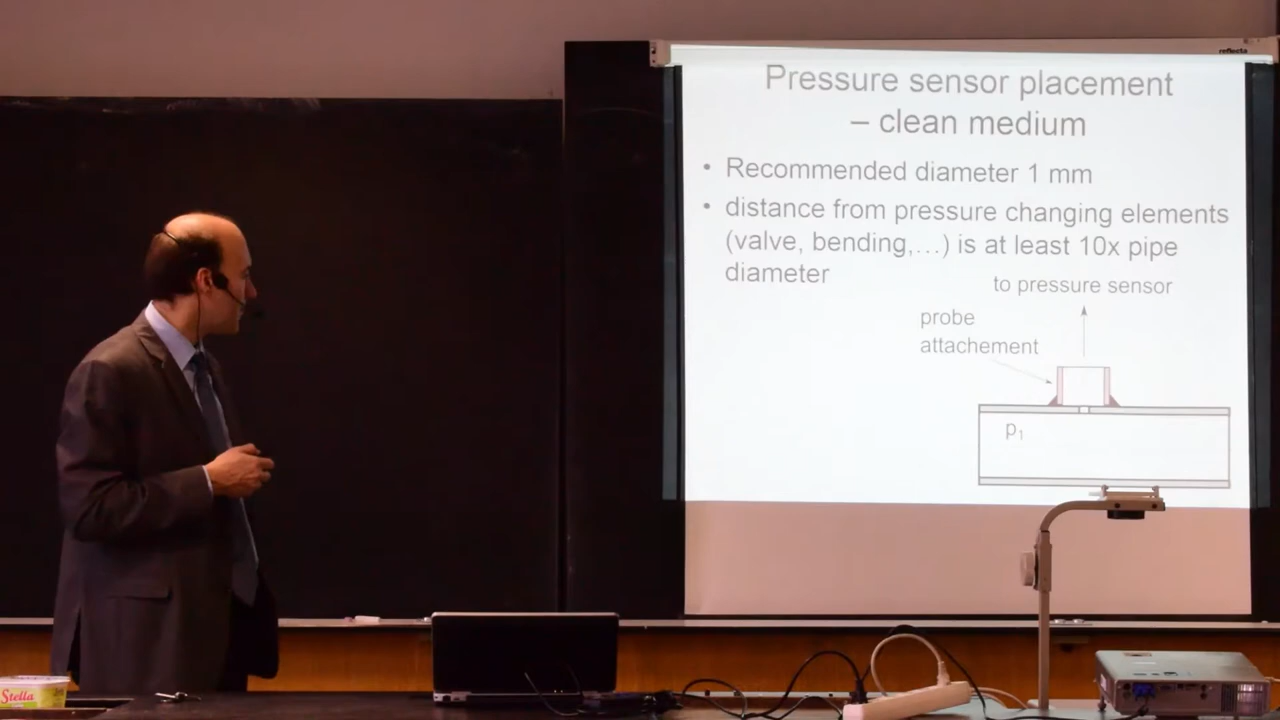 reflecta
Pressure sensor placement
– clean medium
• Recommended diameter 1 mm
• distance from pressure changing elements
(valve, bending,…) is at least 10x pipe
diameter
to pressure sensor
probe
attachement
p₁
Stella